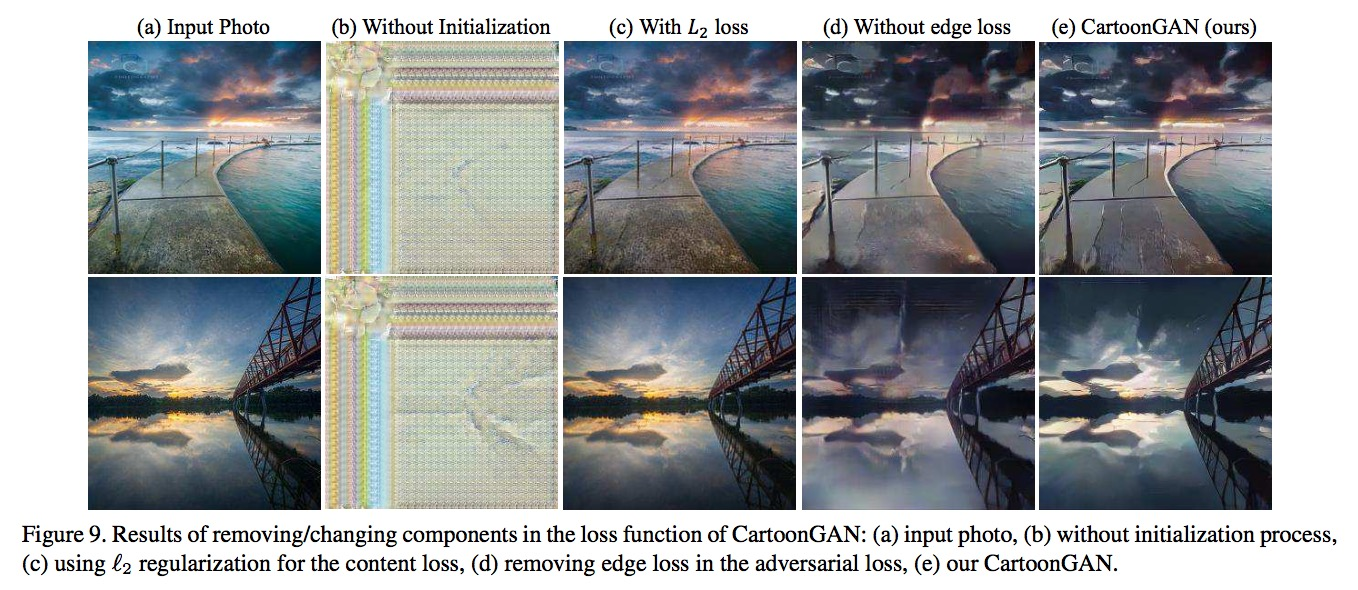 (a) Input Photo (b) Without Initialization (c) With L₂ loss (d) Without edge loss (e) CartoonGAN (ours)
Figure 9. Results of removing/changing components in the loss function of CartoonGAN: (a) input photo, (b) without initialization process,
(c) using ℓ₂ regularization for the content loss, (d) removing edge loss in the adversarial loss, (e) our CartoonGAN.